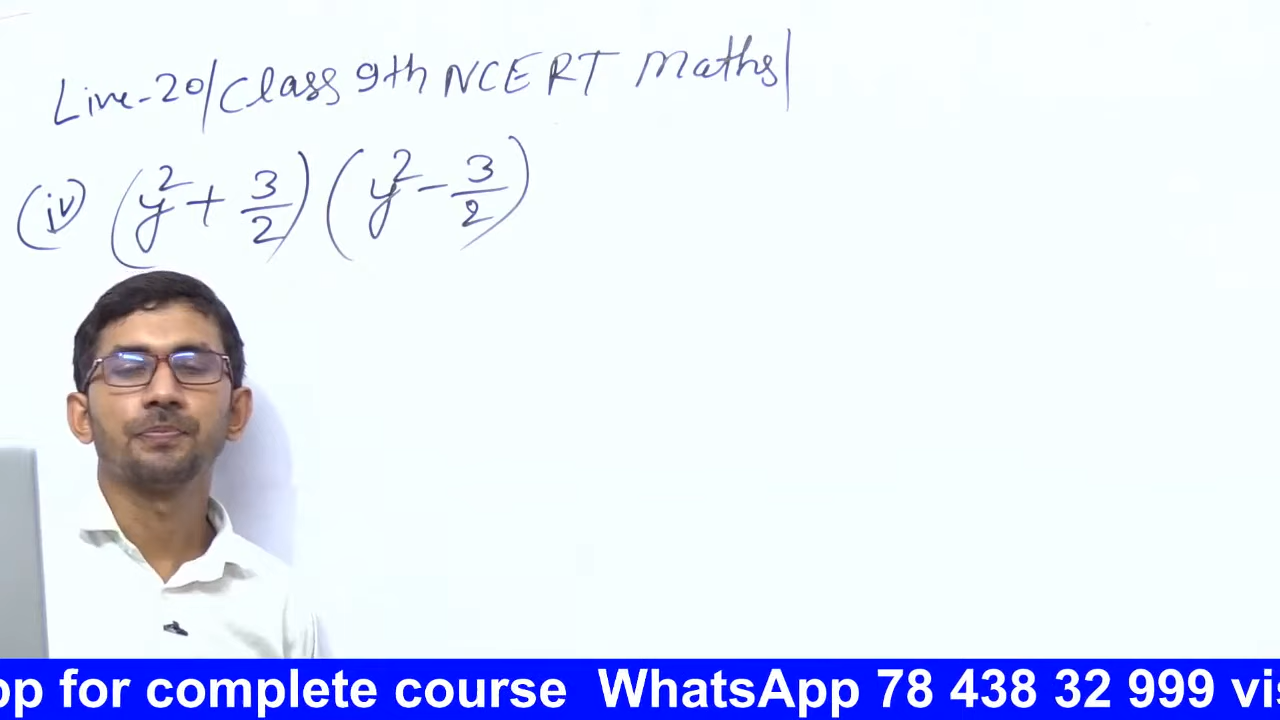 Live-20/Class 9th NCERT Maths|
(iv) (y² + 3/2) (y² - 3/2)
pp for complete course WhatsApp 78 438 32 999 vis